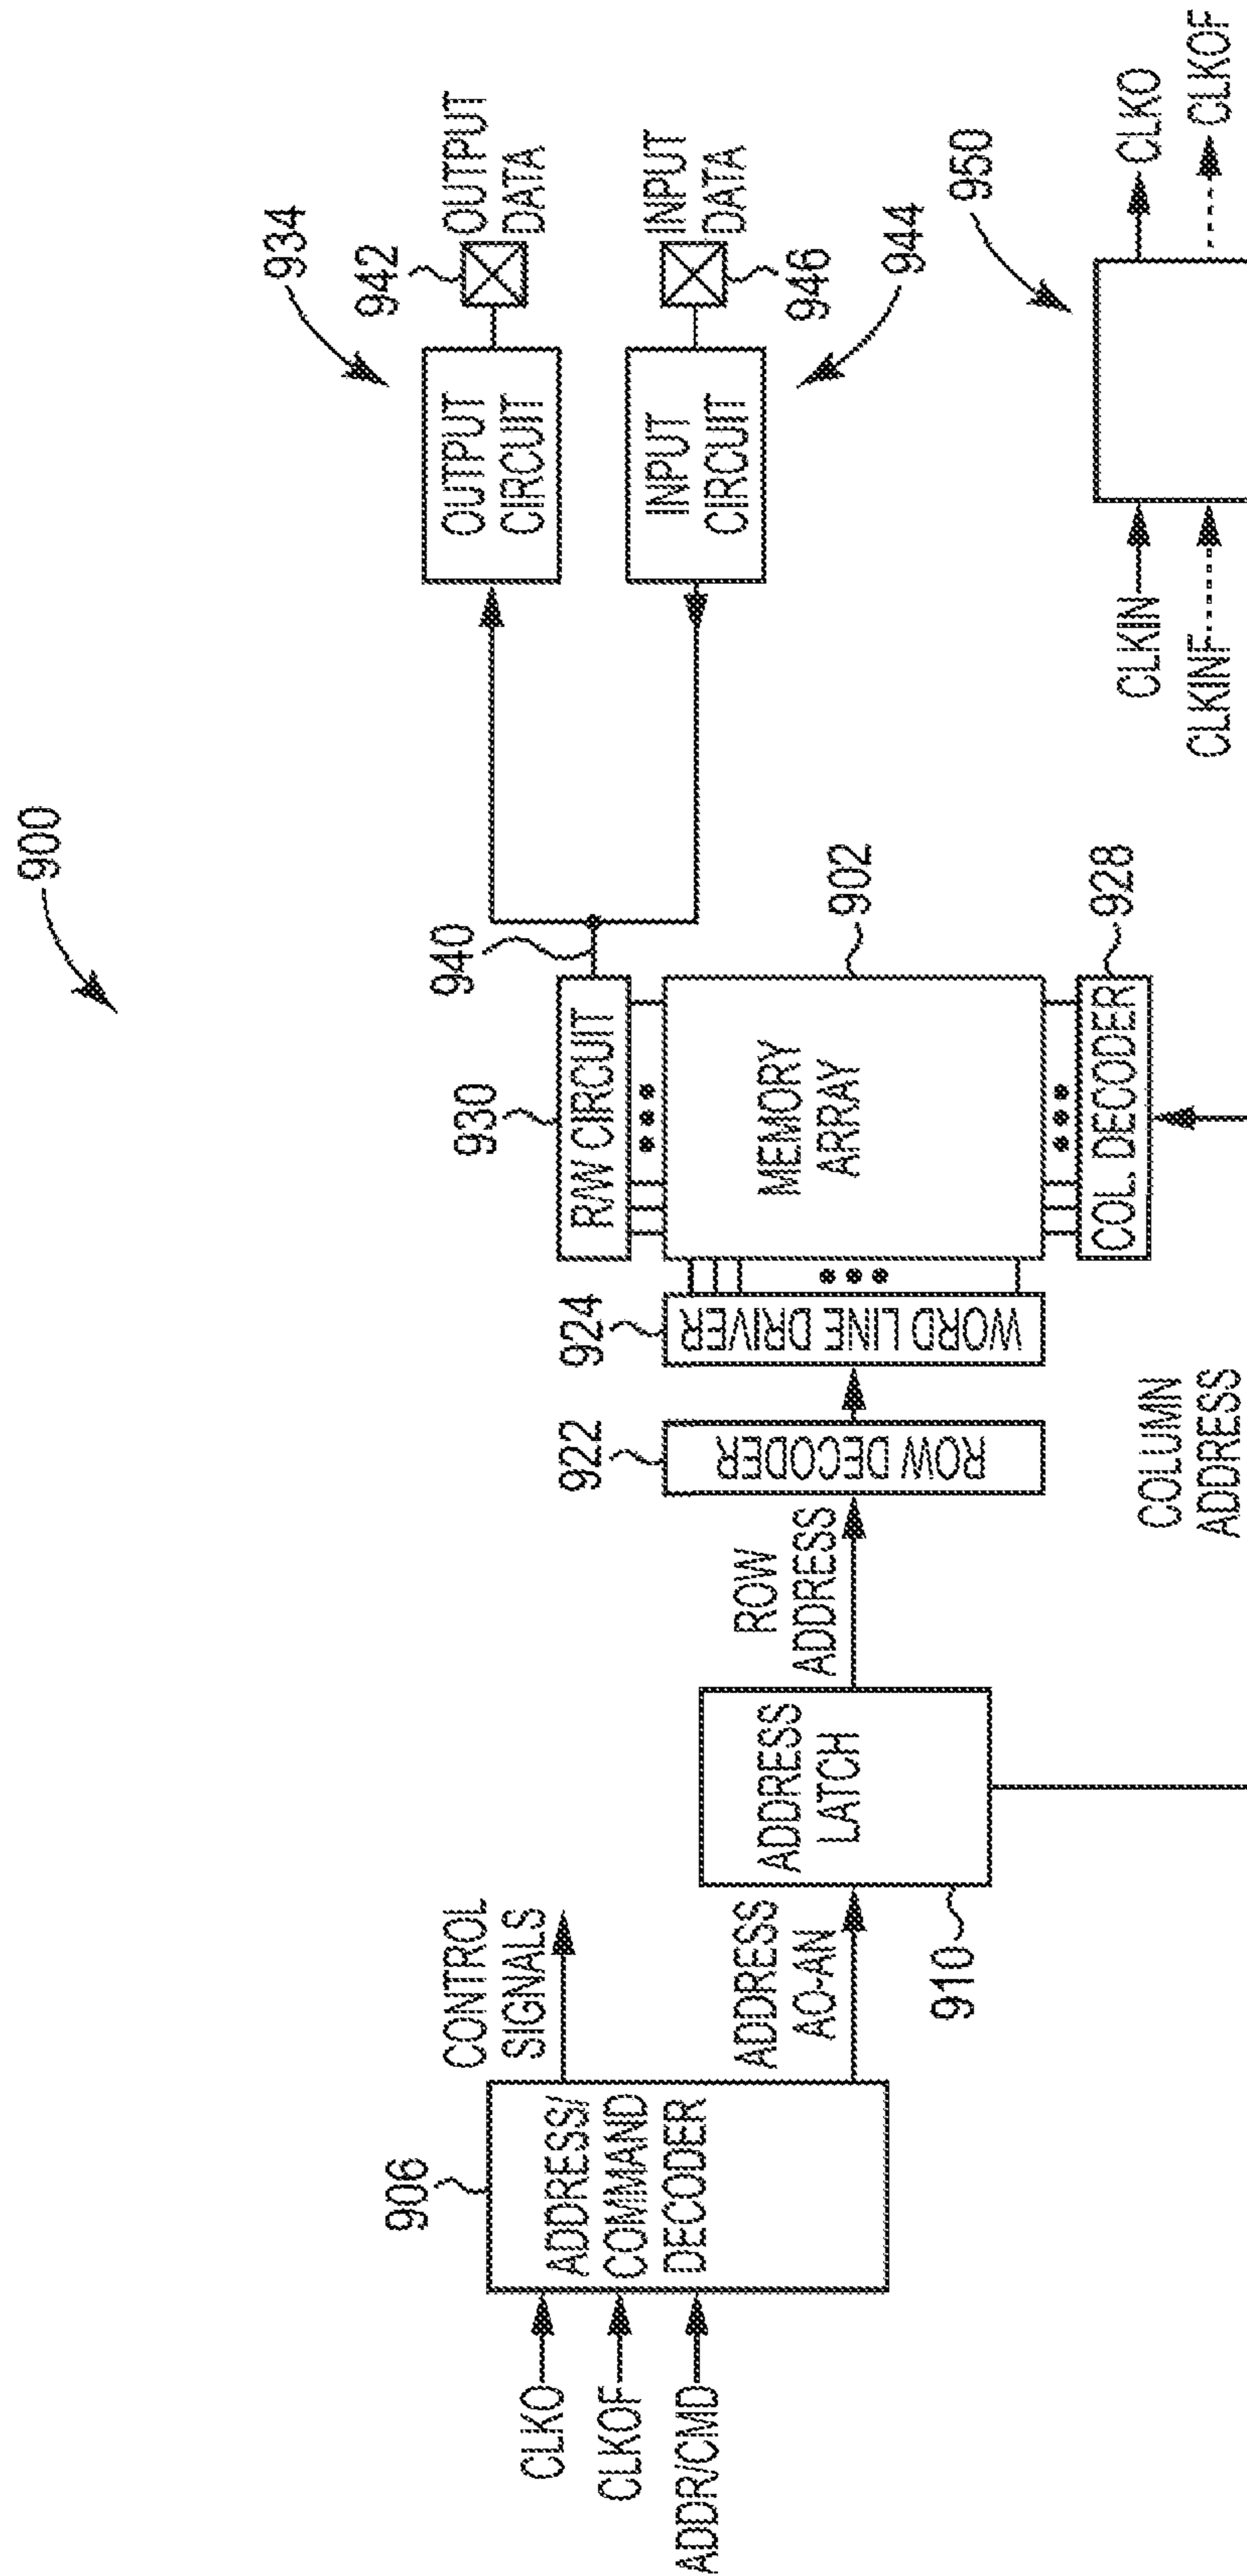 900
CLKO
CLKOF
ADDR/CMD
906
ADDRESS/
COMMAND
DECODER
CONTROL
SIGNALS
ADDRESS
AO-AN
ADDRESS
LATCH
910
ROW
ADDRESS
922
ROW DECODER
924
WORD LINE DRIVER
930
R/W CIRCUIT
940
MEMORY
ARRAY
902
COL. DECODER
928
COLUMN
ADDRESS
OUTPUT
CIRCUIT
934
942
OUTPUT
DATA
INPUT
CIRCUIT
INPUT
DATA
946
944
950
CLKIN
CLKINF
CLKO
CLKOF